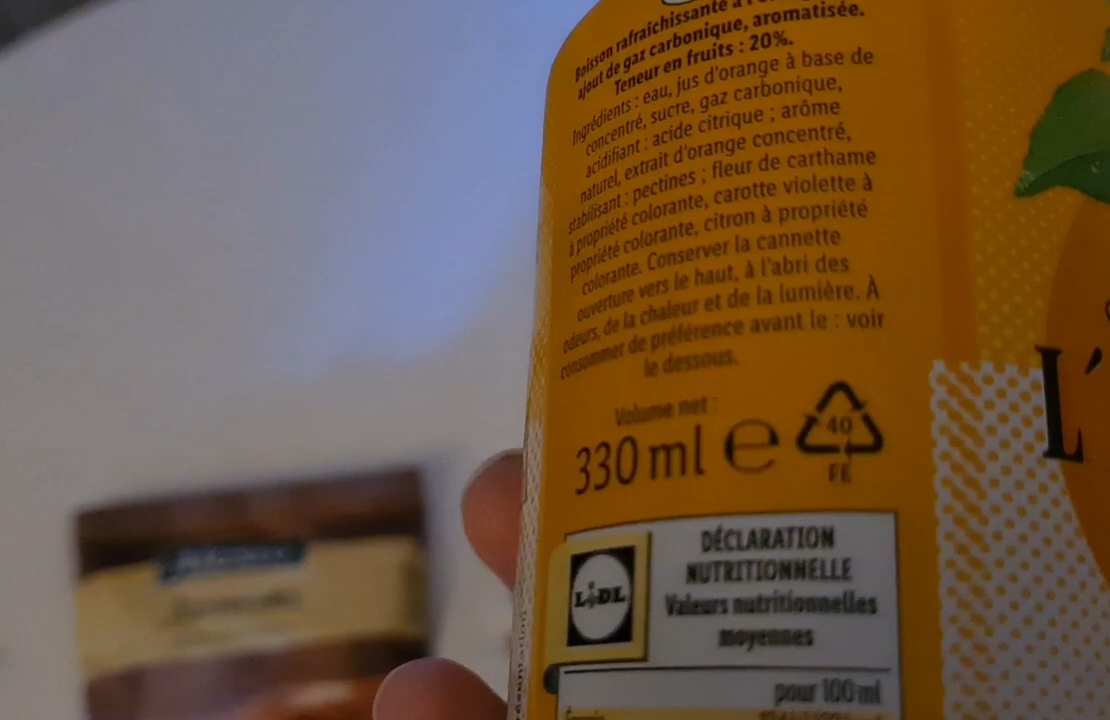 Boisson rafraîchissante à
ajout de gaz carbonique, aromatisée.
Teneur en fruits : 20%.
Ingrédients : eau, jus d'orange à base de
concentré, sucre, gaz carbonique,
acidifiant : acide citrique ; arôme
naturel, extrait d'orange concentré,
stabilisant : pectines ; fleur de carthame
à propriété colorante, carotte violette à
propriété colorante, citron à propriété
colorante. Conserver la cannette
ouverture vers le haut, à l'abri des
odeurs, de la chaleur et de la lumière. À
consommer de préférence avant le : voir
le dessous.
Volume net :
330 ml e
40
FE
DÉCLARATION
NUTRITIONNELLE
Valeurs nutritionnelles
moyennes
LIDL
pour 100 ml
L'